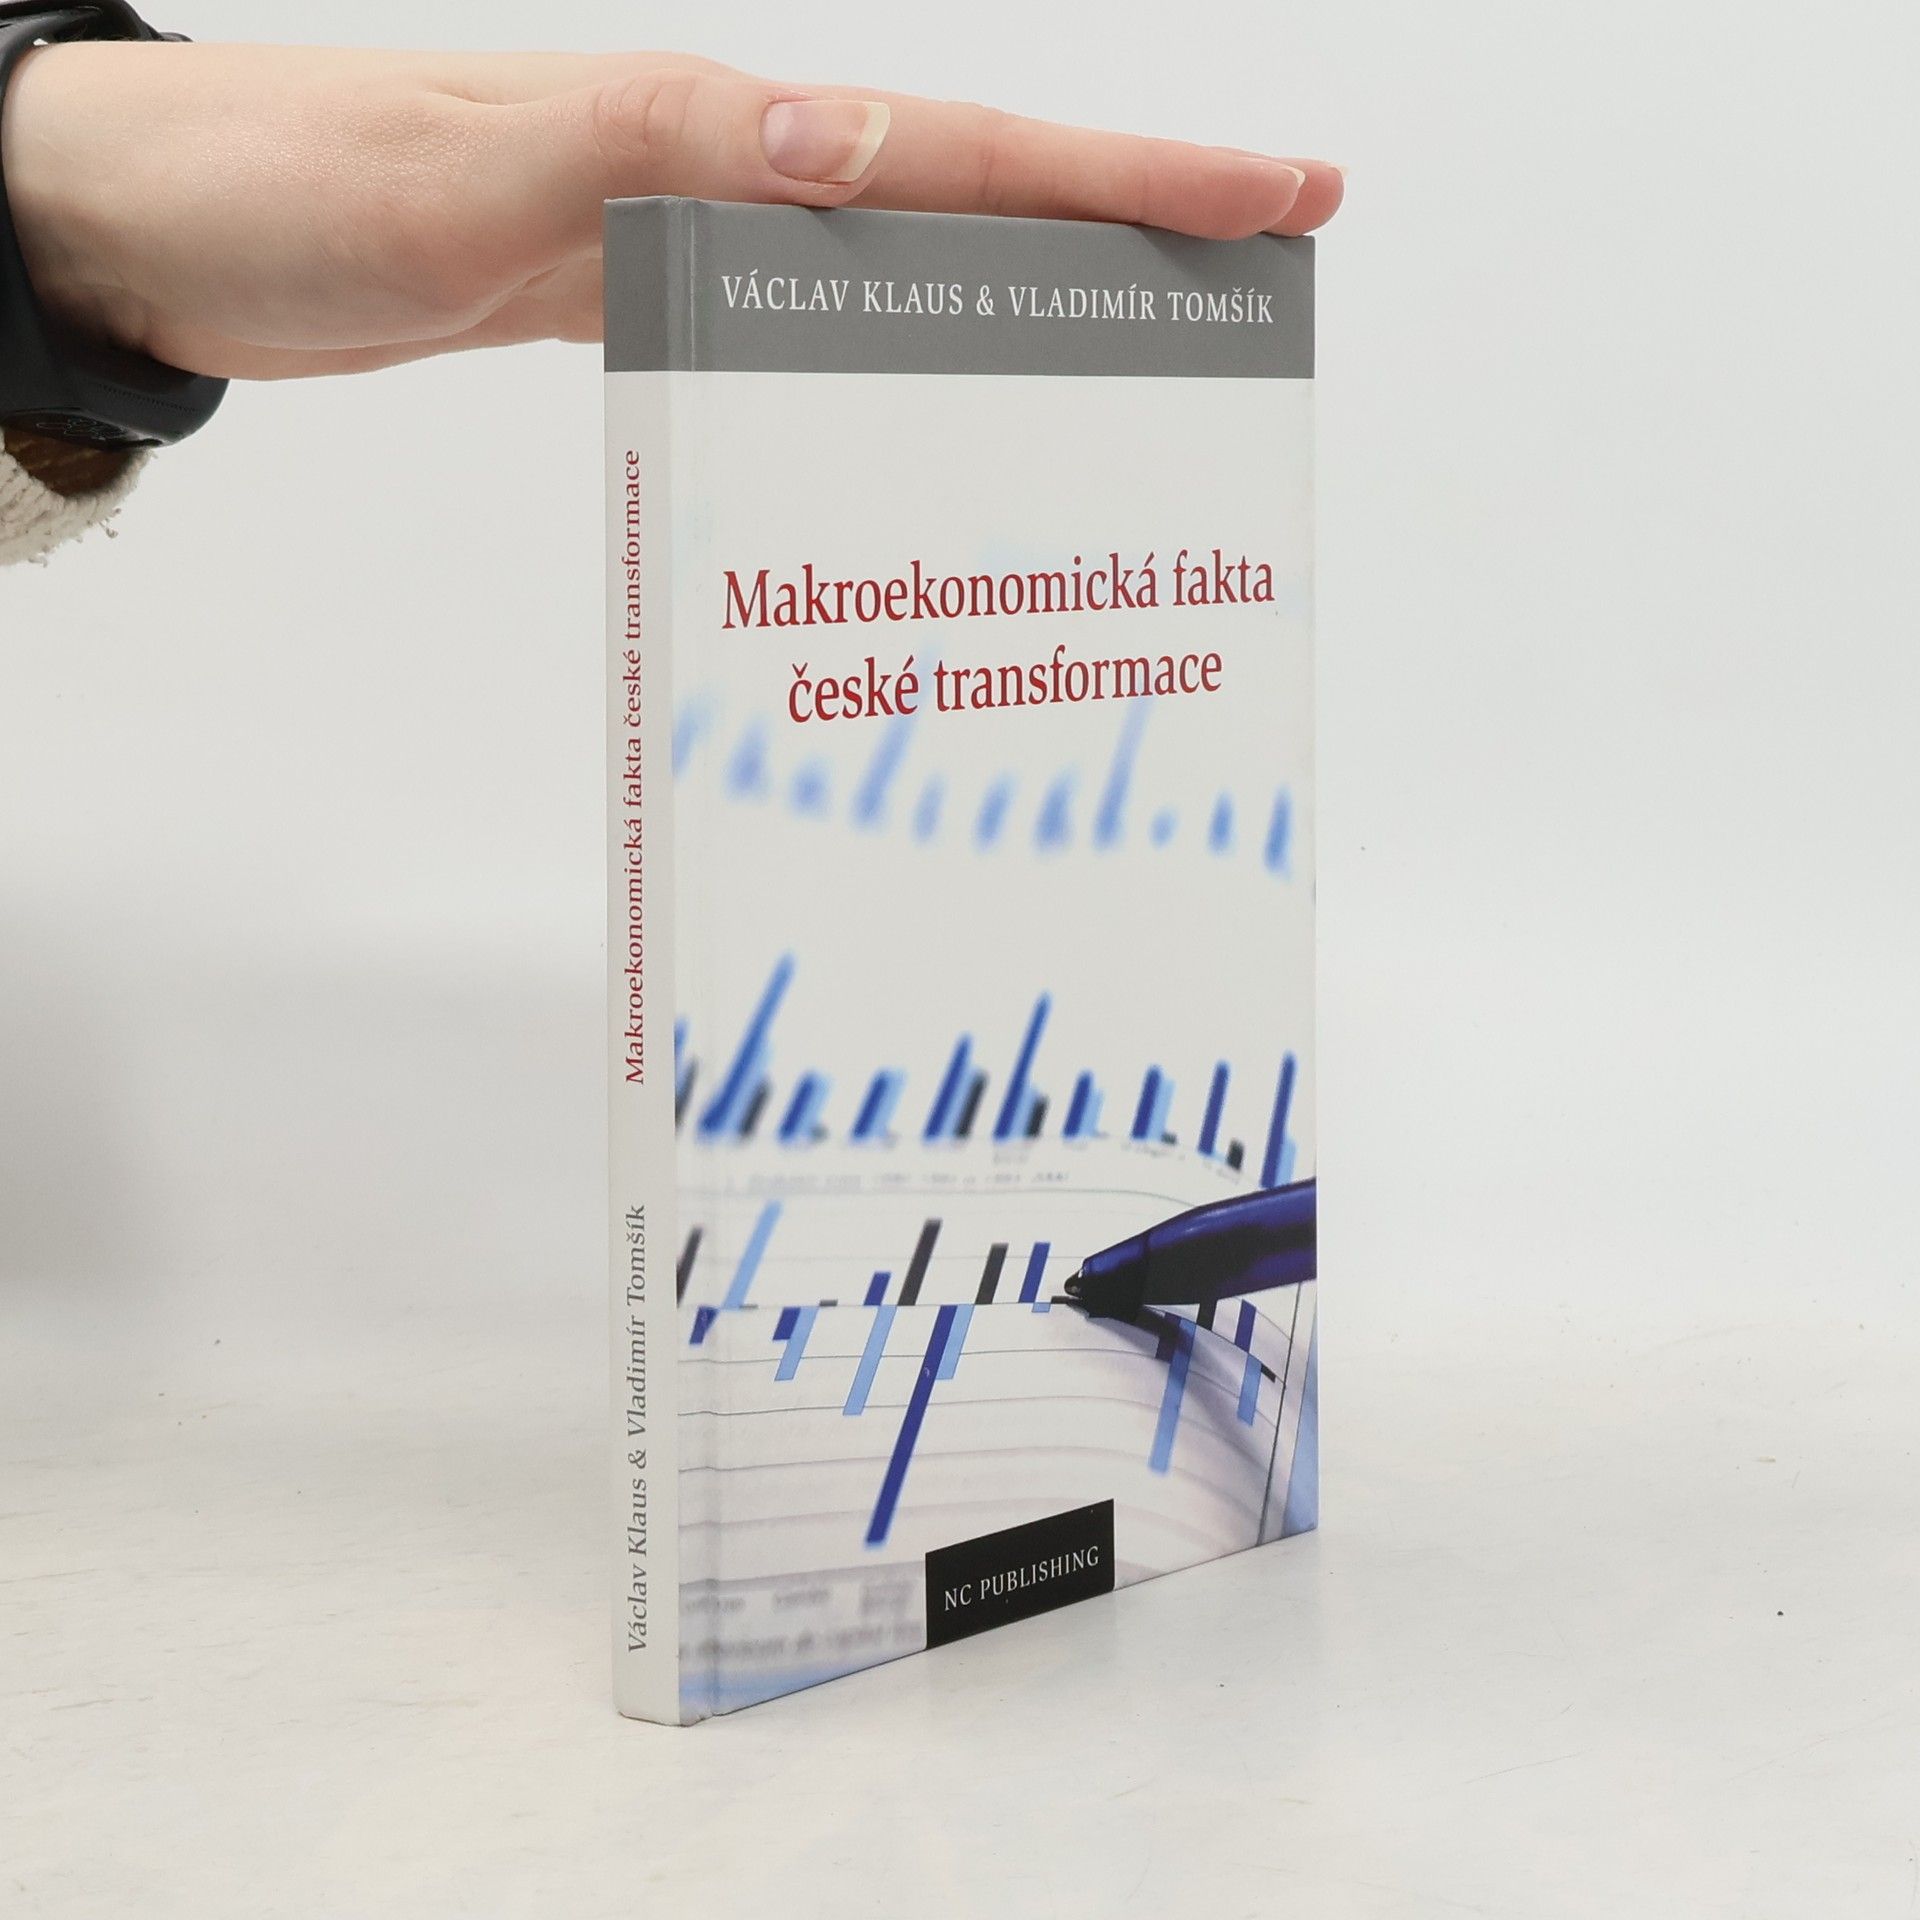 VÁCLAV KLAUS & VLADIMÍR TOMŠÍK
Makroekonomická fakta
české transformace
NC PUBLISHING
Makroekonomická fakta české transformace
Václav Klaus & Vladimír Tomšík